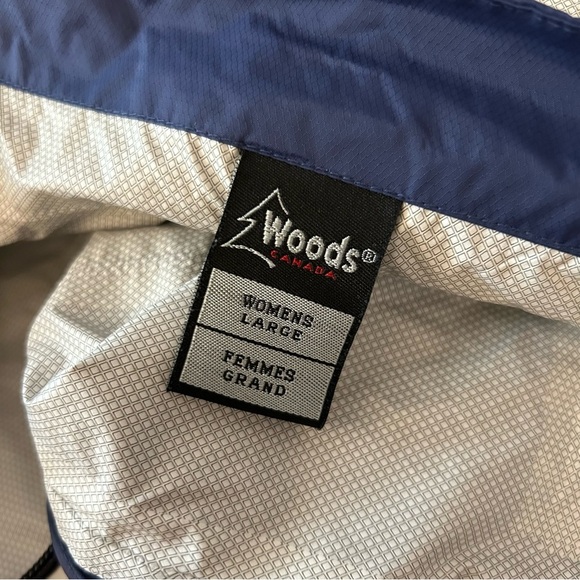 Woods®
CANADA
WOMENS
LARGE
FEMMES
GRAND